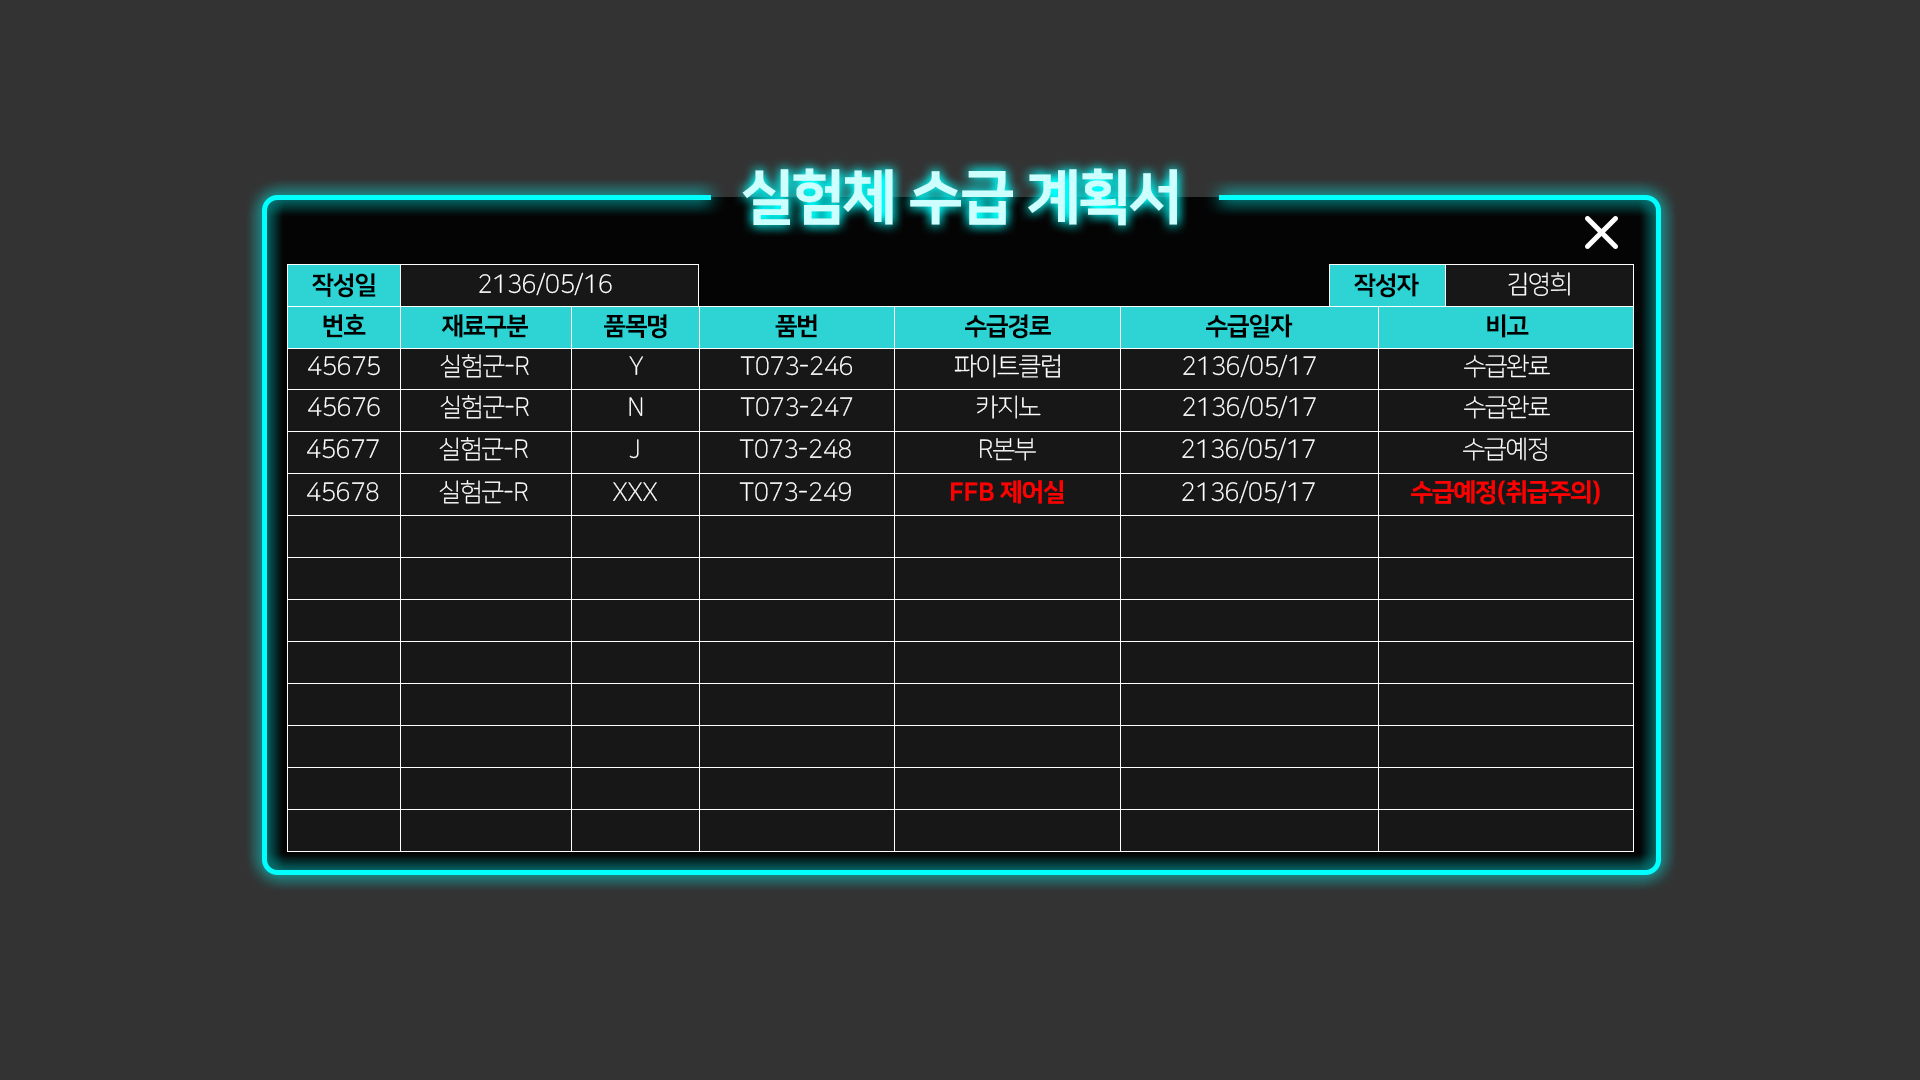 실험체 수급 계획서
작성일 2136/05/16 작성자 김영희
번호 재료구분 품목명 품번 수급경로 수급일자 비고
45675 실험군-R Y T073-246 파이트클럽 2136/05/17 수급완료
45676 실험군-R N T073-247 카지노 2136/05/17 수급완료
45677 실험군-R J T073-248 R본부 2136/05/17 수급예정
45678 실험군-R XXX T073-249 FFB 제어실 2136/05/17 수급예정(취급주의)